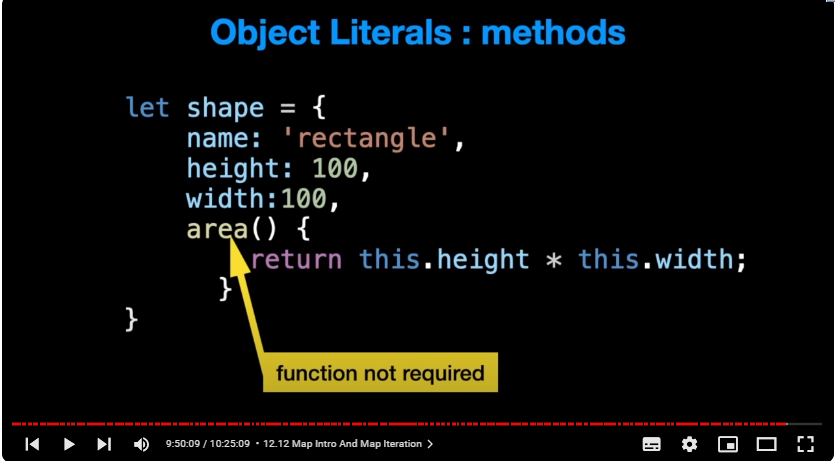 Object Literals : methods
let shape = {
name: 'rectangle',
height: 100,
width:100,
area() {
return this.height * this.width;
}
}
function not required
9:50:09 / 10:25:09 • 12.12 Map Intro And Map Iteration >